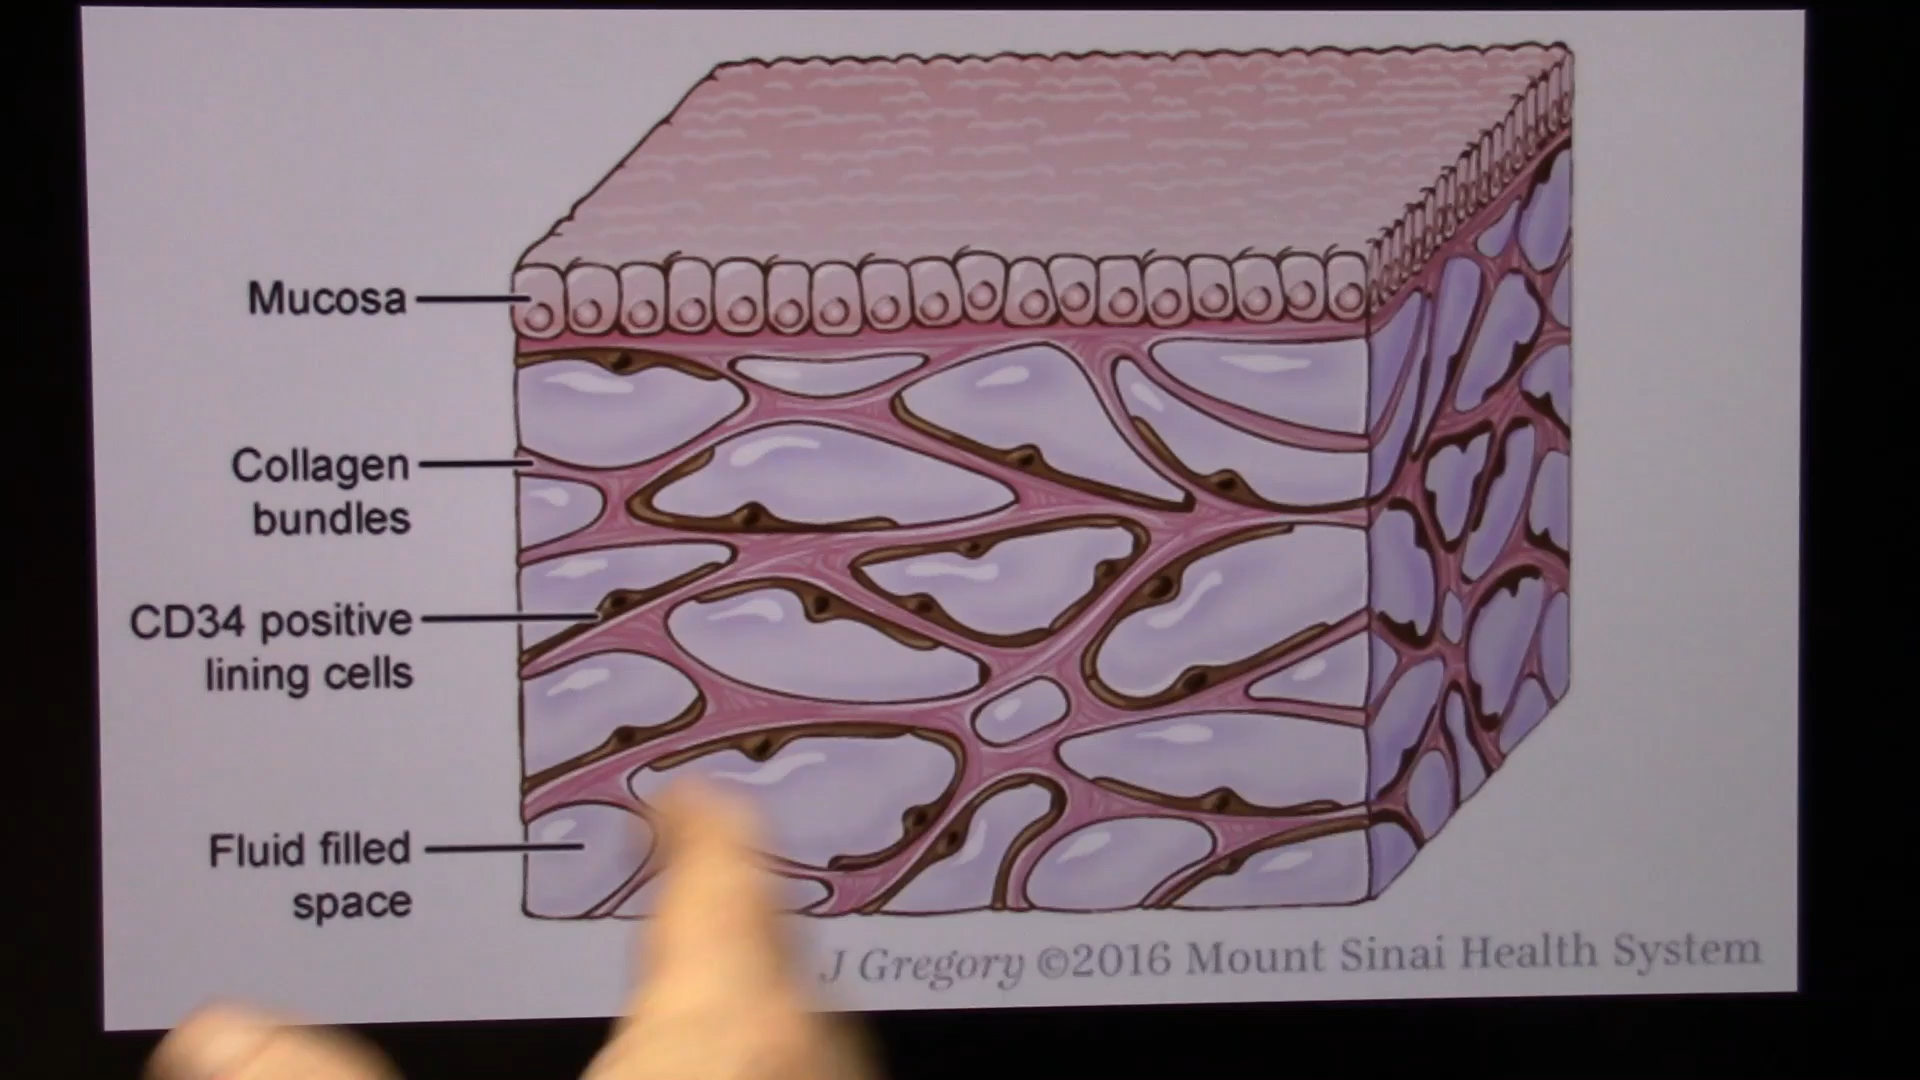 Mucosa
Collagen
bundles
CD34 positive
lining cells
Fluid filled
space
J Gregory ©2016 Mount Sinai Health System